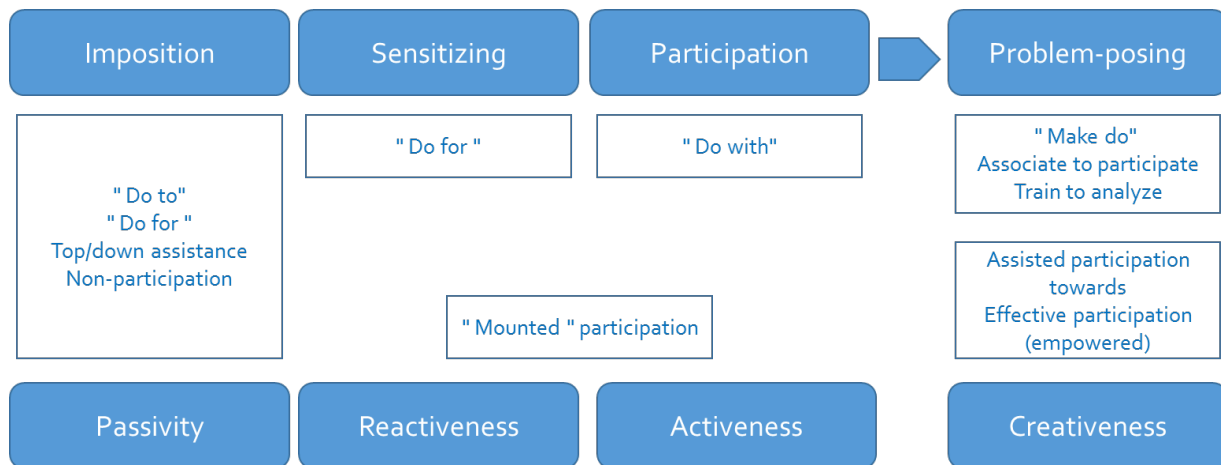 Imposition
Sensitizing
Participation
Problem-posing
" Do to"
" Do for "
Top/down assistance
Non-participation
" Do for "
" Do with"
" Make do"
Associate to participate
Train to analyze
" Mounted " participation
Assisted participation
towards
Effective participation
(empowered)
Passivity
Reactiveness
Activeness
Creativeness